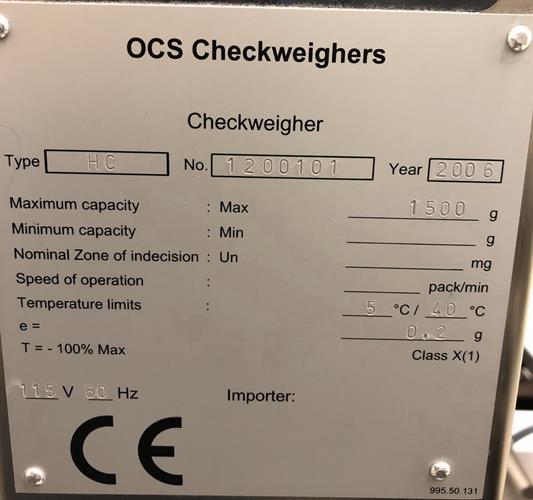 OCS Checkweighers
Checkweigher
Type HC No. 1200101 Year 2006
Maximum capacity : Max 1500 g
Minimum capacity : Min g
Nominal Zone of indecision : Un mg
Speed of operation : pack/min
Temperature limits : 5 °C / 40 °C
e = 0.2 g
T = - 100% Max Class X(1)
115 V 60 Hz Importer:
CE
995.50.131